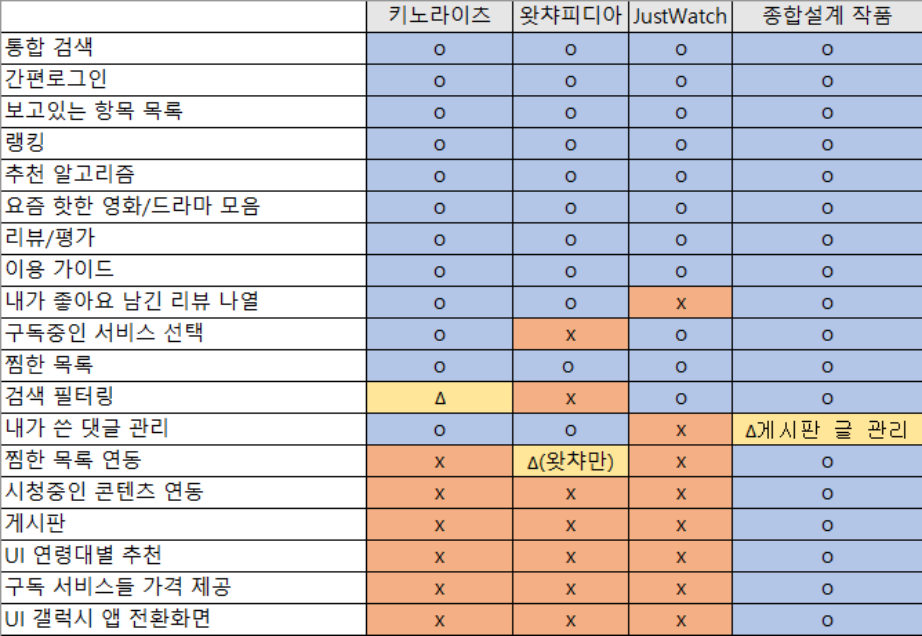 키노라이츠 왓챠피디아 JustWatch 종합설계 작품
통합 검색 o o o o
간편로그인 o o o o
보고있는 항목 목록 o o o o
랭킹 o o o o
추천 알고리즘 o o o o
요즘 핫한 영화/드라마 모음 o o o o
리뷰/평가 o o o o
이용 가이드 o o o o
내가 좋아요 남긴 리뷰 나열 o o x o
구독중인 서비스 선택 o x o o
찜한 목록 o o o o
검색 필터링 Δ x o o
내가 쓴 댓글 관리 o o x Δ게시판 글 관리
찜한 목록 연동 x Δ(왓챠만) x o
시청중인 콘텐츠 연동 x x x o
게시판 x x x o
UI 연령대별 추천 x x x o
구독 서비스들 가격 제공 x x x o
UI 갤럭시 앱 전환화면 x x x o